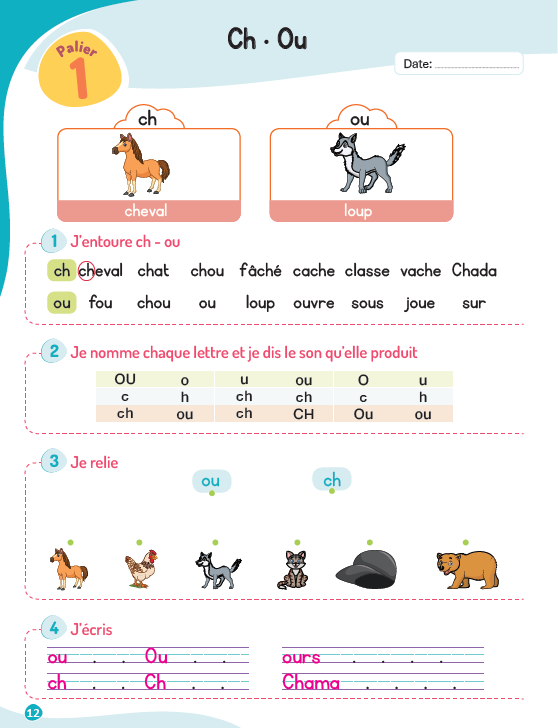 Ch · Ou
Palier
1
Date: ........................
ch
ou
cheval
loup
1 J'entoure ch - ou
ch cheval chat chou fâché cache classe vache Chada
ou fou chou ou loup ouvre sous joue sur
2 Je nomme chaque lettre et je dis le son qu'elle produit
OU o u ou O u
c h ch ch c h
ch ou ch CH Ou ou
3 Je relie
ou
ch
4 J'écris
ou . . Ou . .
ours . . . .
ch . . Ch . .
Chama . . . .
12